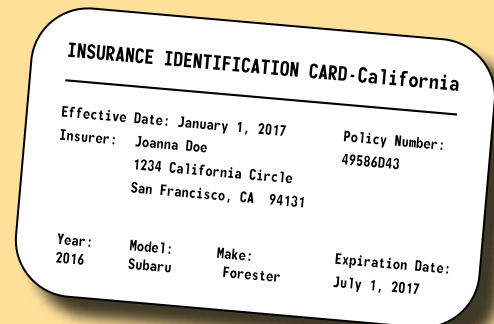 INSURANCE IDENTIFICATION CARD-California
Effective Date: January 1, 2017
Policy Number:
Insurer: Joanna Doe
49586D43
1234 California Circle
San Francisco, CA 94131
Year: Model: Make: Expiration Date:
2016 Subaru Forester July 1, 2017